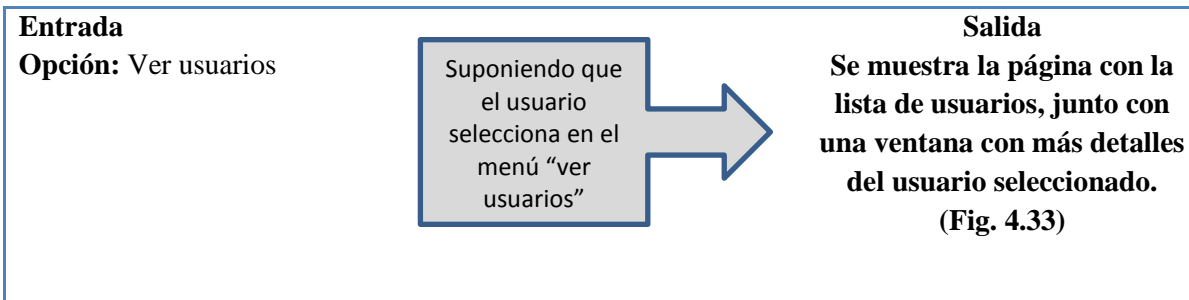 Entrada
Opción: Ver usuarios
Suponiendo que
el usuario
selecciona en el
menú “ver
usuarios”
Salida
Se muestra la página con la
lista de usuarios, junto con
una ventana con más detalles
del usuario seleccionado.
(Fig. 4.33)